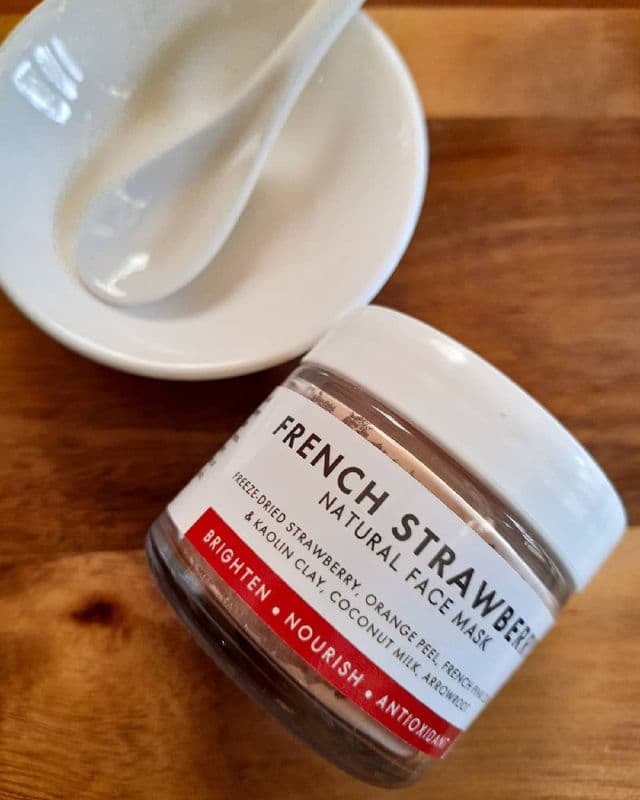 FRENCH STRAWBERRY
NATURAL FACE MASK
FREEZE-DRIED STRAWBERRY, ORANGE PEEL, FRENCH PINK
& KAOLIN CLAY, COCONUT MILK, ARROWROOT
BRIGHTEN • NOURISH • ANTIOXIDANT